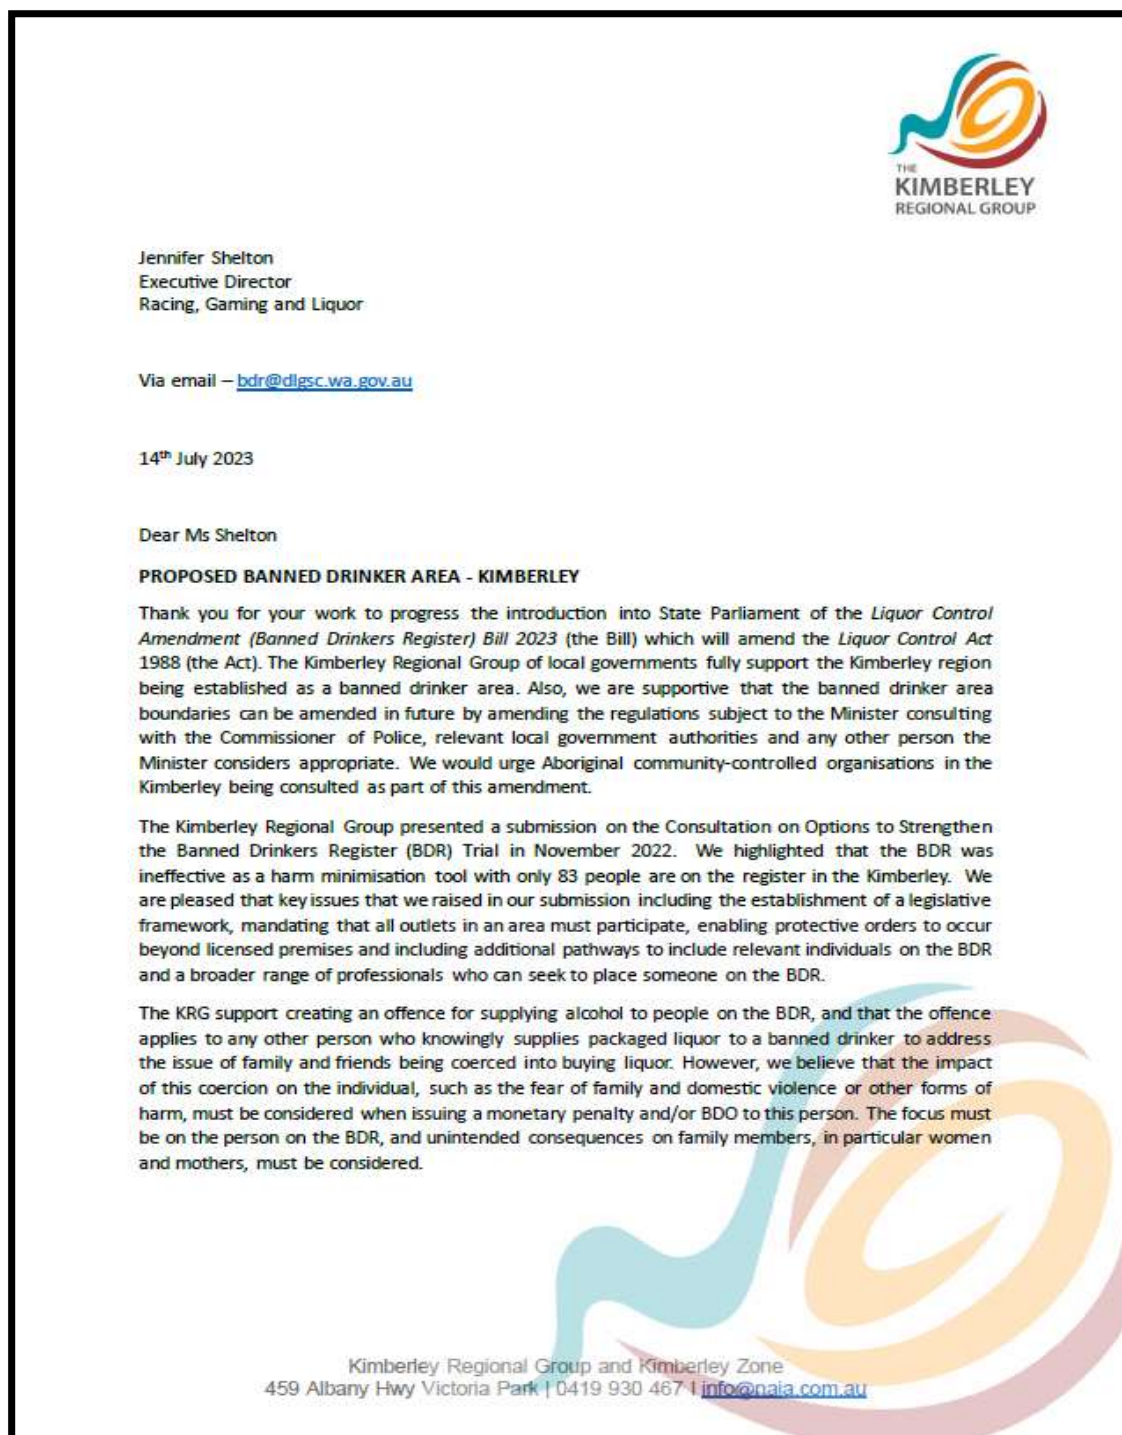 THE
KIMBERLEY
REGIONAL GROUP
Jennifer Shelton
Executive Director
Racing, Gaming and Liquor
Via email – bdr@dlgsc.wa.gov.au
14th July 2023
Dear Ms Shelton
PROPOSED BANNED DRINKER AREA - KIMBERLEY
Thank you for your work to progress the introduction into State Parliament of the Liquor Control
Amendment (Banned Drinkers Register) Bill 2023 (the Bill) which will amend the Liquor Control Act
1988 (the Act). The Kimberley Regional Group of local governments fully support the Kimberley region
being established as a banned drinker area. Also, we are supportive that the banned drinker area
boundaries can be amended in future by amending the regulations subject to the Minister consulting
with the Commissioner of Police, relevant local government authorities and any other person the
Minister considers appropriate. We would urge Aboriginal community-controlled organisations in the
Kimberley being consulted as part of this amendment.
The Kimberley Regional Group presented a submission on the Consultation on Options to Strengthen
the Banned Drinkers Register (BDR) Trial in November 2022. We highlighted that the BDR was
ineffective as a harm minimisation tool with only 83 people are on the register in the Kimberley. We
are pleased that key issues that we raised in our submission including the establishment of a legislative
framework, mandating that all outlets in an area must participate, enabling protective orders to occur
beyond licensed premises and including additional pathways to include relevant individuals on the BDR
and a broader range of professionals who can seek to place someone on the BDR.
The KRG support creating an offence for supplying alcohol to people on the BDR, and that the offence
applies to any other person who knowingly supplies packaged liquor to a banned drinker to address
the issue of family and friends being coerced into buying liquor. However, we believe that the impact
of this coercion on the individual, such as the fear of family and domestic violence or other forms of
harm, must be considered when issuing a monetary penalty and/or BDO to this person. The focus must
be on the person on the BDR, and unintended consequences on family members, in particular women
and mothers, must be considered.
Kimberley Regional Group and Kimberley Zone
459 Albany Hwy Victoria Park | 0419 930 467 I info@naja.com.au